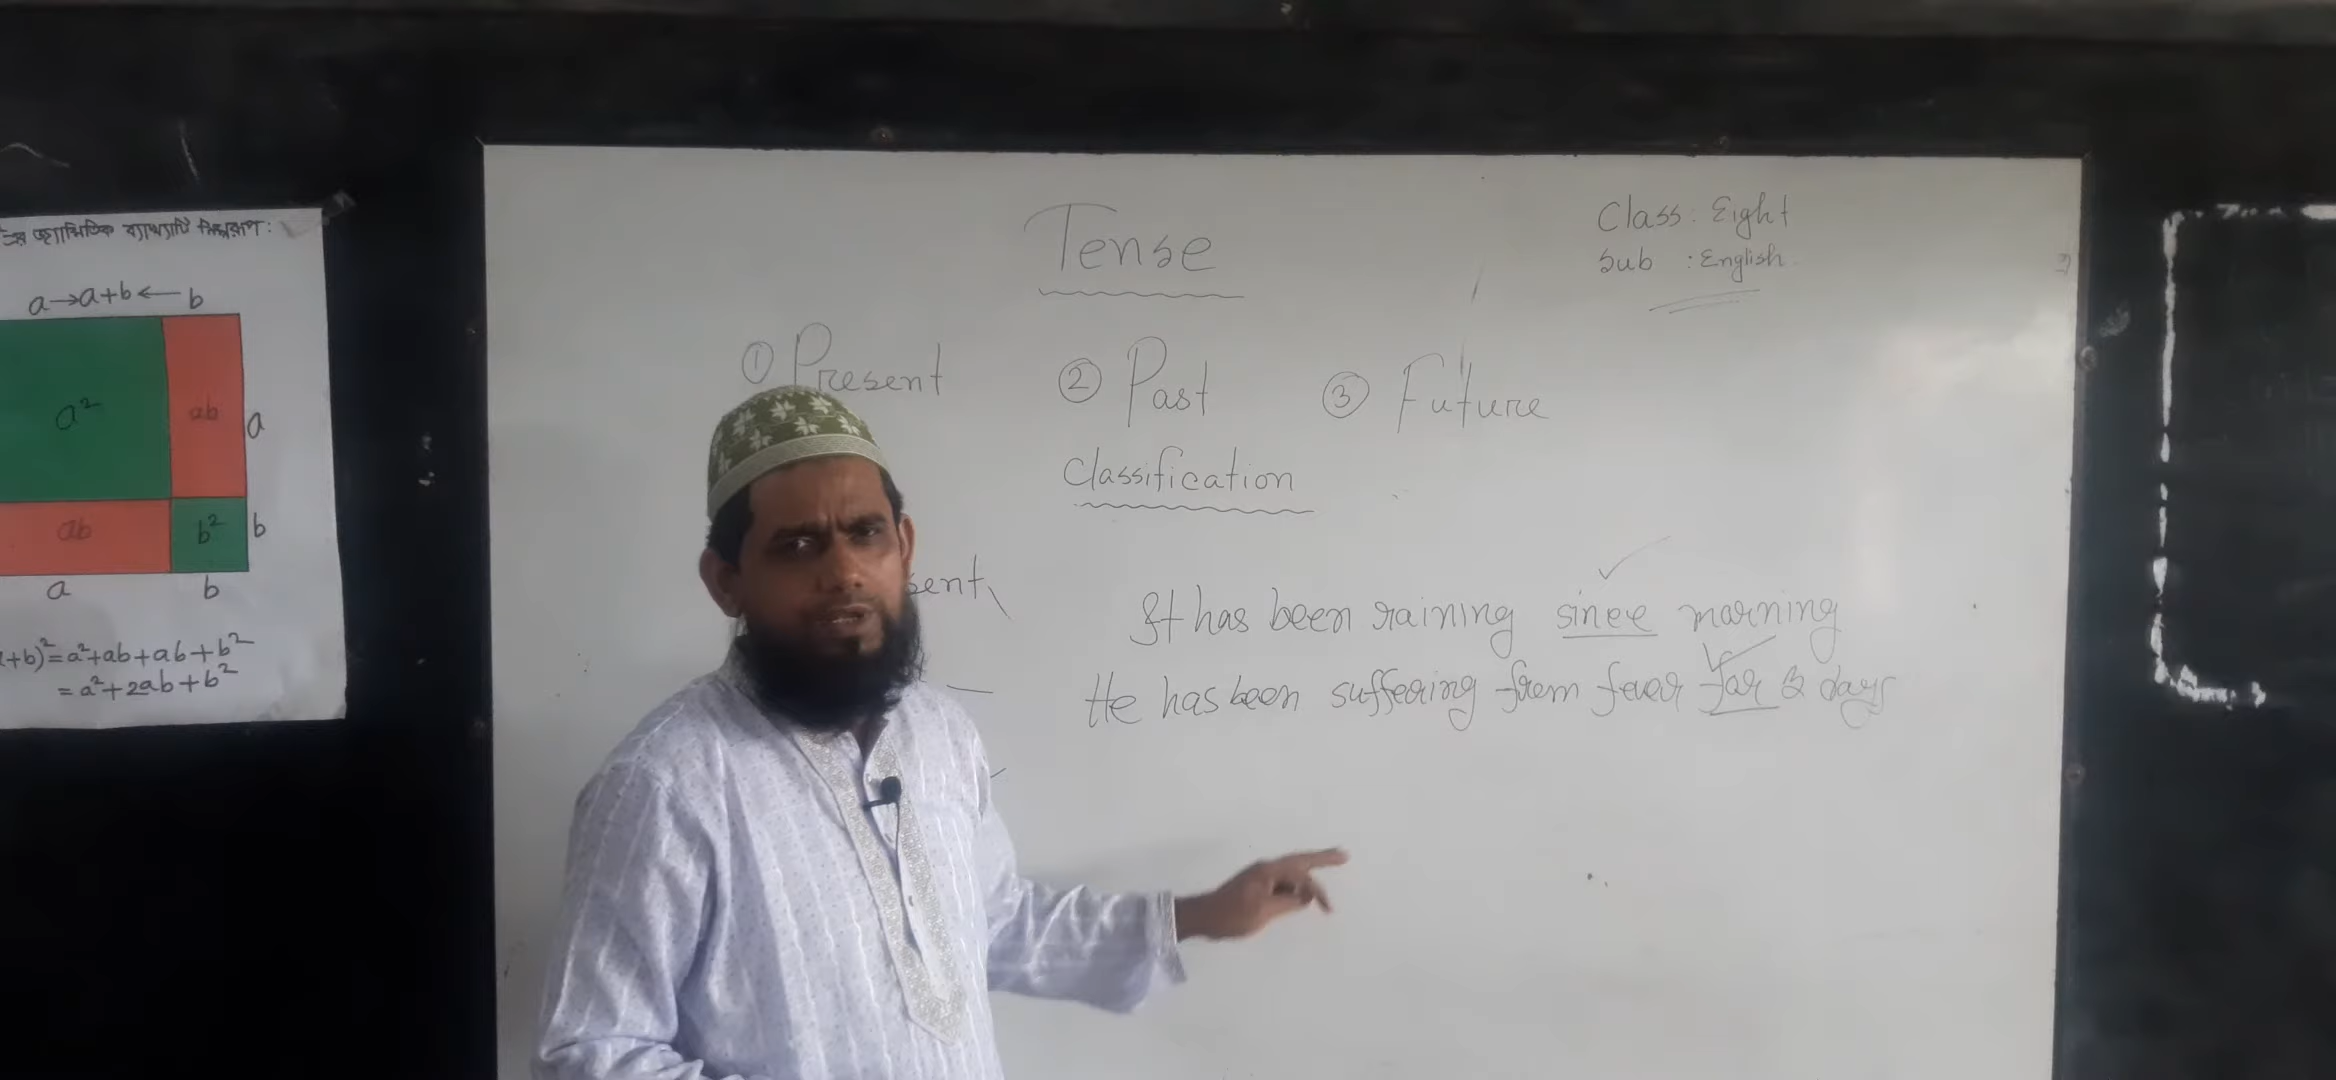 জ্যামিতিক ব্যাখ্যাটি নিম্নরূপ:
a→a+b← b
a²
ab
a
ab
b²
b
a
b
+b)²=a²+ab+ab+b²
=a²+2ab+b²
Tense
Class: Eight
Sub : English
① Present ② Past ③ Future
Classification
sent
It has been raining since morning
He has been suffering from fever for days